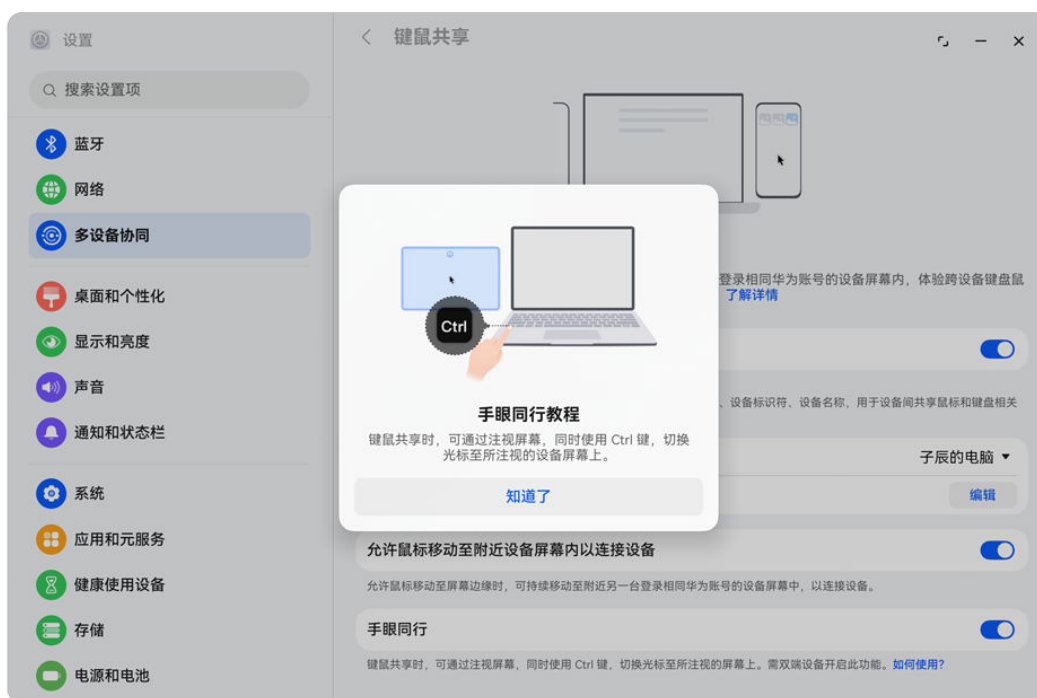 设置
搜索设置项
蓝牙
网络
多设备协同
桌面和个性化
显示和亮度
声音
通知和状态栏
系统
应用和元服务
健康使用设备
存储
电源和电池
键鼠共享
登录相同华为账号的设备屏幕内，体验跨设备键盘鼠
了解详情
、设备标识符、设备名称，用于设备间共享鼠标和键盘相关
子辰的电脑
编辑
Ctrl
手眼同行教程
键鼠共享时，可通过注视屏幕，同时使用 Ctrl 键，切换
光标至所注视的设备屏幕上。
知道了
允许鼠标移动至附近设备屏幕内以连接设备
允许鼠标移动至屏幕边缘时，可持续移动至附近另一台登录相同华为账号的设备屏幕中，以连接设备。
手眼同行
键鼠共享时，可通过注视屏幕，同时使用 Ctrl 键，切换光标至所注视的屏幕上。需双端设备开启此功能。如何使用?